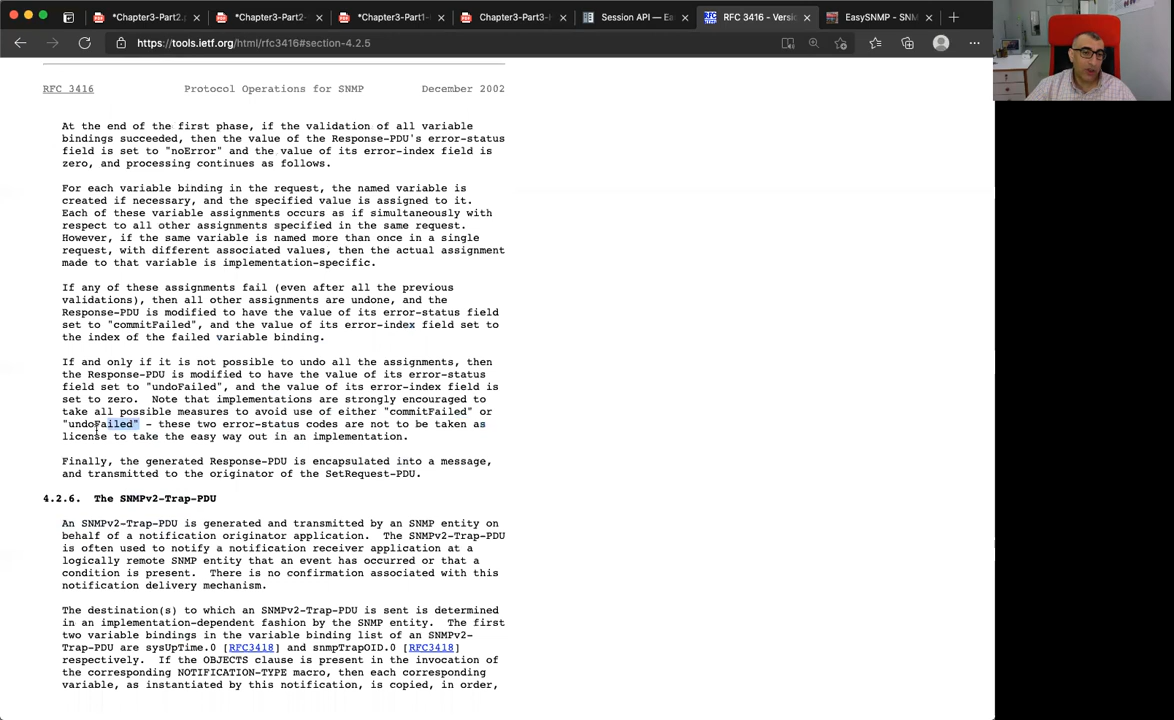 *Chapter3-Part2.p
*Chapter3-Part2-
*Chapter3-Part1-
Chapter3-Part3-
Session API — Ea
RFC 3416 - Versio
EasySNMP - SNM
https://tools.ietf.org/html/rfc3416#section-4.2.5
RFC 3416 Protocol Operations for SNMP December 2002
At the end of the first phase, if the validation of all variable
bindings succeeded, then the value of the Response-PDU's error-status
field is set to "noError" and the value of its error-index field is
zero, and processing continues as follows.
For each variable binding in the request, the named variable is
created if necessary, and the specified value is assigned to it.
Each of these variable assignments occurs as if simultaneously with
respect to all other assignments specified in the same request.
However, if the same variable is named more than once in a single
request, with different associated values, then the actual assignment
made to that variable is implementation-specific.
If any of these assignments fail (even after all the previous
validations), then all other assignments are undone, and the
Response-PDU is modified to have the value of its error-status field
set to "commitFailed", and the value of its error-index field set to
the index of the failed variable binding.
If and only if it is not possible to undo all the assignments, then
the Response-PDU is modified to have the value of its error-status
field set to "undoFailed", and the value of its error-index field is
set to zero. Note that implementations are strongly encouraged to
take all possible measures to avoid use of either "commitFailed" or
"undoFailed" - these two error-status codes are not to be taken as
license to take the easy way out in an implementation.
Finally, the generated Response-PDU is encapsulated into a message,
and transmitted to the originator of the SetRequest-PDU.
4.2.6. The SNMPv2-Trap-PDU
An SNMPv2-Trap-PDU is generated and transmitted by an SNMP entity on
behalf of a notification originator application. The SNMPv2-Trap-PDU
is often used to notify a notification receiver application at a
logically remote SNMP entity that an event has occurred or that a
condition is present. There is no confirmation associated with this
notification delivery mechanism.
The destination(s) to which an SNMPv2-Trap-PDU is sent is determined
in an implementation-dependent fashion by the SNMP entity. The first
two variable bindings in the variable binding list of an SNMPv2-
Trap-PDU are sysUpTime.0 [RFC3418] and snmpTrapOID.0 [RFC3418]
respectively. If the OBJECTS clause is present in the invocation of
the corresponding NOTIFICATION-TYPE macro, then each corresponding
variable, as instantiated by this notification, is copied, in order,